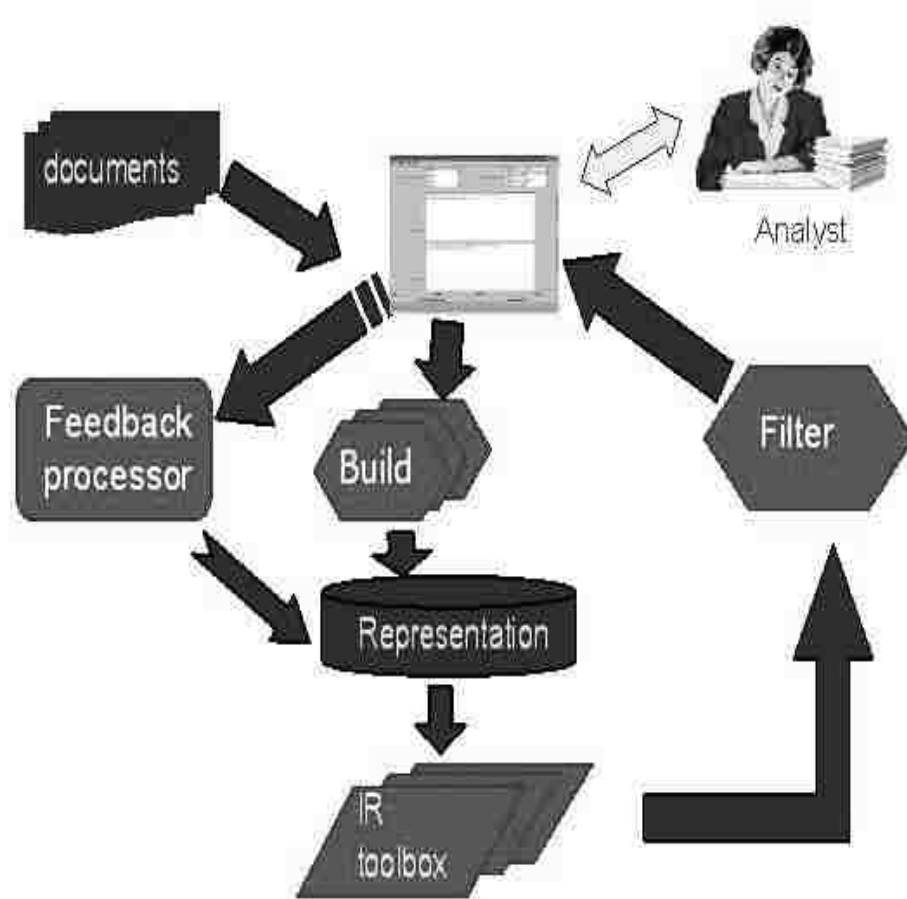 documents
Analyst
Feedback
processor
Build
Filter
Representation
IR
toolbox